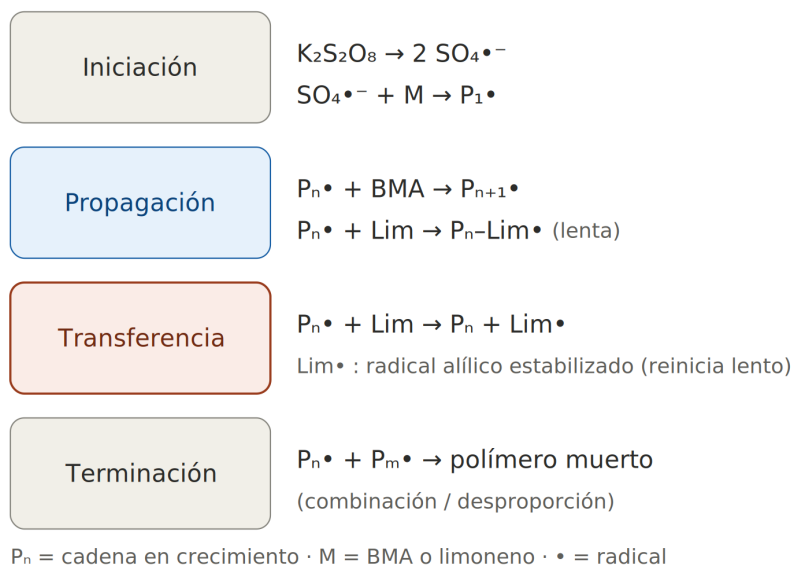 Iniciación
K₂S₂O₈ → 2 SO₄•⁻
SO₄•⁻ + M → P₁•
Propagación
Pₙ• + BMA → Pₙ₊₁•
Pₙ• + Lim → Pₙ–Lim• (lenta)
Transferencia
Pₙ• + Lim → Pₙ + Lim•
Lim• : radical alílico estabilizado (reinicia lento)
Terminación
Pₙ• + Pₘ• → polímero muerto
(combinación / desproporción)
Pₙ = cadena en crecimiento · M = BMA o limoneno · • = radical